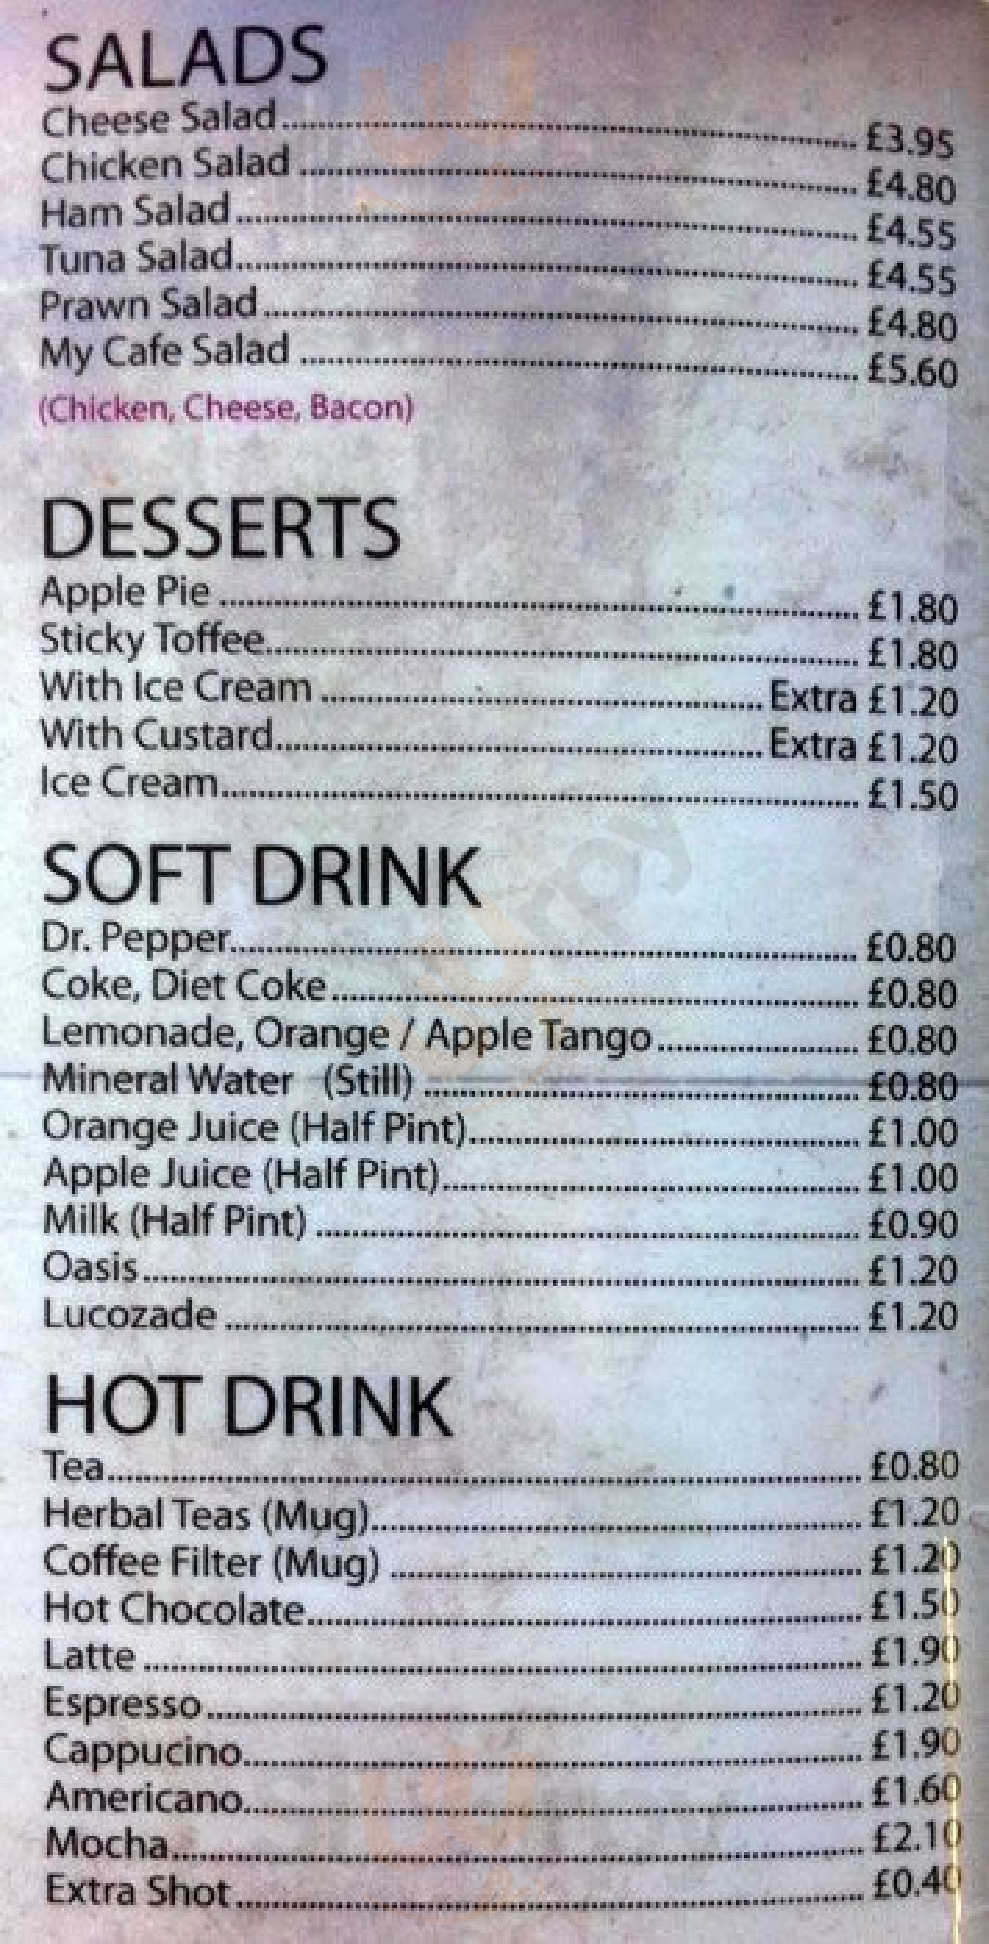 SALADS
Cheese Salad........ £3.95
Chicken Salad ........ £4.80
Ham Salad........ £4.55
Tuna Salad........ £4.55
Prawn Salad ........ £4.80
My Cafe Salad ........ £5.60
(Chicken, Cheese, Bacon)
DESSERTS
Apple Pie ........ £1.80
Sticky Toffee........ £1.80
With Ice Cream ........ Extra £1.20
With Custard........ Extra £1.20
Ice Cream........ £1.50
SOFT DRINK
Dr. Pepper........ £0.80
Coke, Diet Coke........ £0.80
Lemonade, Orange / Apple Tango ........ £0.80
Mineral Water (Still) ........ £0.80
Orange Juice (Half Pint)........ £1.00
Apple Juice (Half Pint)........ £1.00
Milk (Half Pint) ........ £0.90
Oasis........ £1.20
Lucozade ........ £1.20
HOT DRINK
Tea........ £0.80
Herbal Teas (Mug)........ £1.20
Coffee Filter (Mug) ........ £1.20
Hot Chocolate........ £1.50
Latte ........ £1.90
Espresso........ £1.20
Cappucino........ £1.90
Americano........ £1.60
Mocha........ £2.10
Extra Shot ........ £0.40